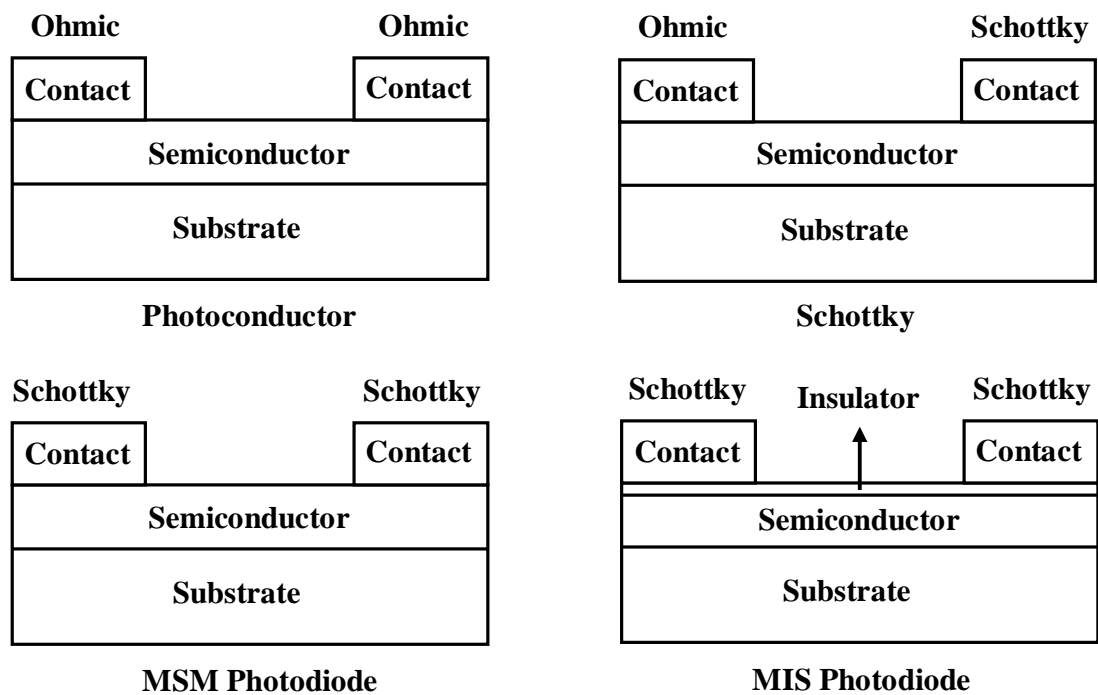 Ohmic Ohmic
Contact Contact
Semiconductor
Substrate
Photoconductor
Ohmic Schottky
Contact Contact
Semiconductor
Substrate
Schottky
Schottky Schottky
Contact Contact
Semiconductor
Substrate
MSM Photodiode
Schottky Insulator Schottky
Contact Contact
Semiconductor
Substrate
MIS Photodiode